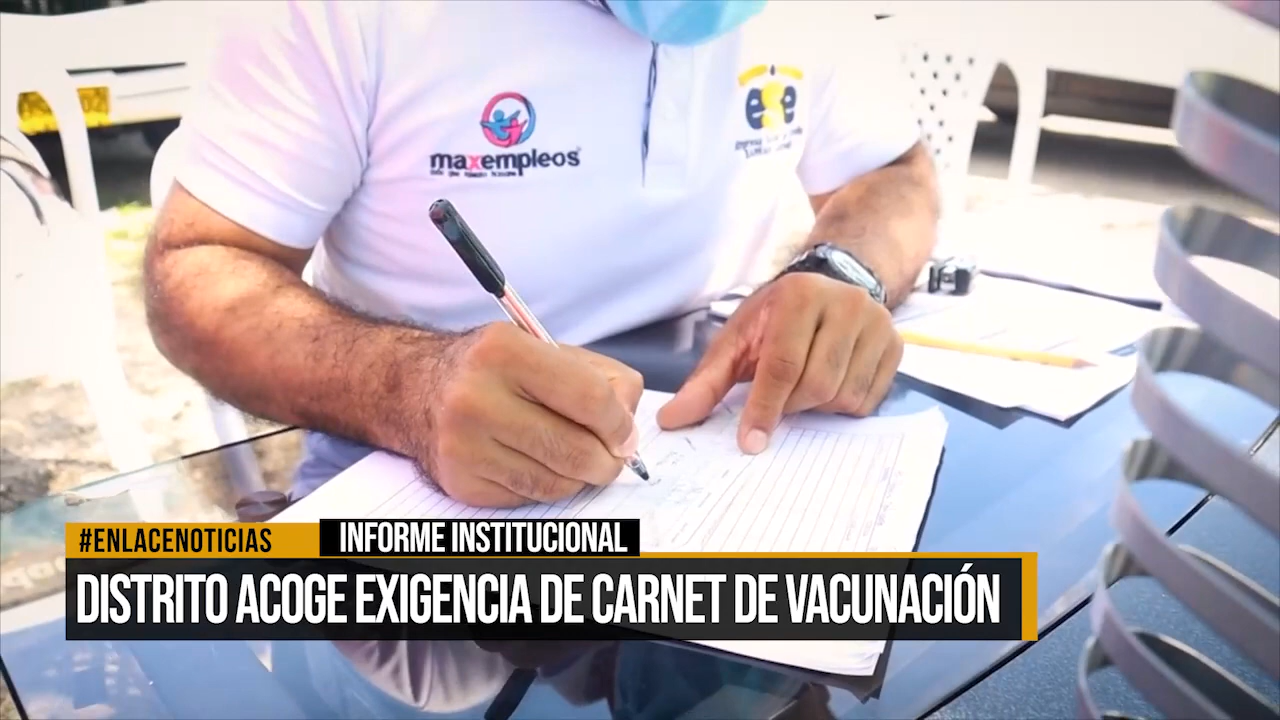 maxempleos
ese
#ENLACENOTICIAS
INFORME INSTITUCIONAL
DISTRITO ACOGE EXIGENCIA DE CARNET DE VACUNACIÓN